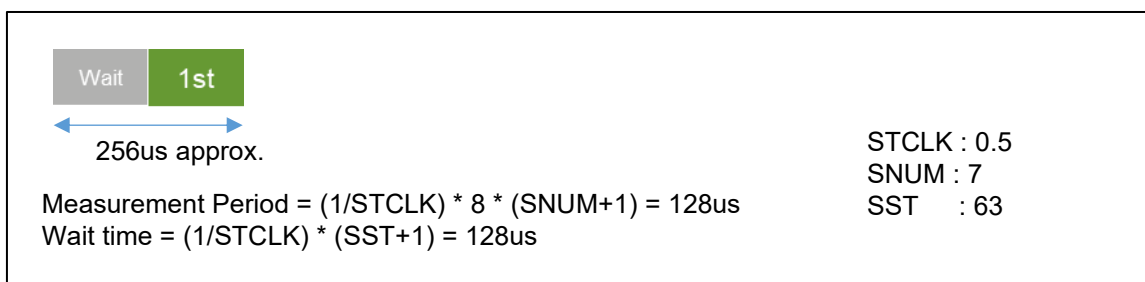 Wait 1st
256us approx.
STCLK : 0.5
SNUM : 7
SST : 63
Measurement Period = (1/STCLK) * 8 * (SNUM+1) = 128us
Wait time = (1/STCLK) * (SST+1) = 128us